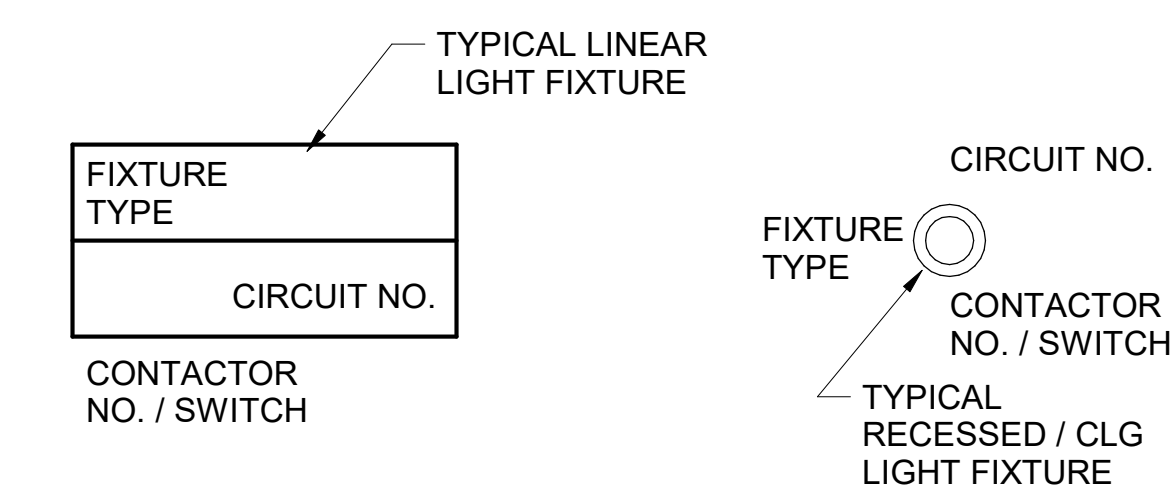 TYPICAL LINEAR
LIGHT FIXTURE
FIXTURE
TYPE
CIRCUIT NO.
CONTACTOR
NO. / SWITCH
CIRCUIT NO.
FIXTURE
TYPE
CONTACTOR
NO. / SWITCH
TYPICAL
RECESSED / CLG
LIGHT FIXTURE